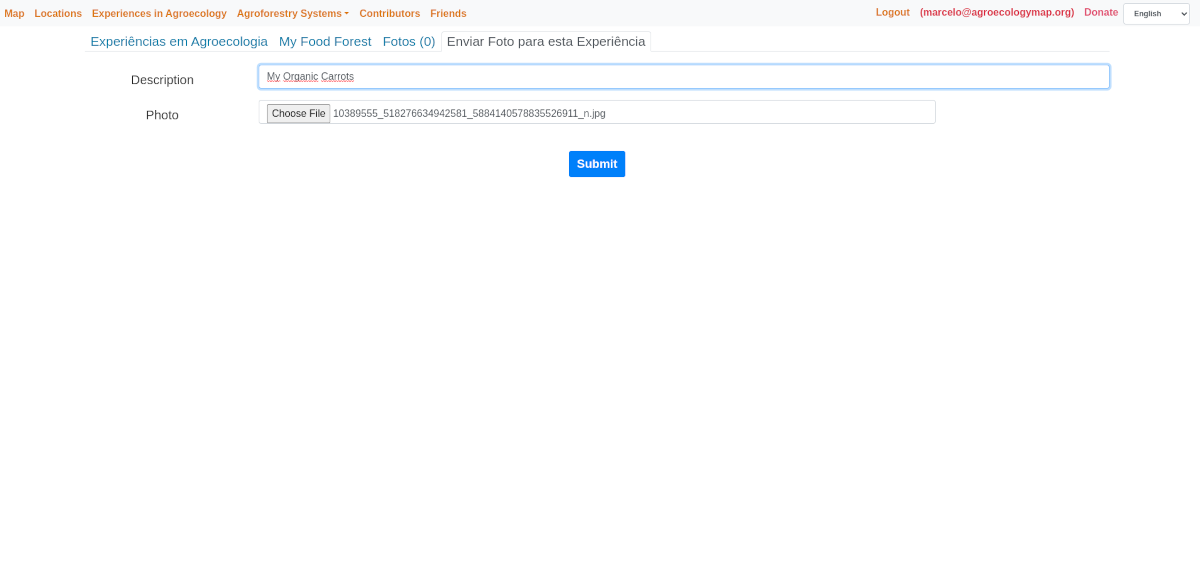 Map Locations Experiences in Agroecology Agroforestry Systems Contributors Friends Logout (marcelo@agroecologymap.org) Donate English
Experiências em Agroecologia My Food Forest Fotos (0) Enviar Foto para esta Experiência
Description My Organic Carrots
Photo Choose File 10389555_518276634942581_5884140578835526911_n.jpg
Submit